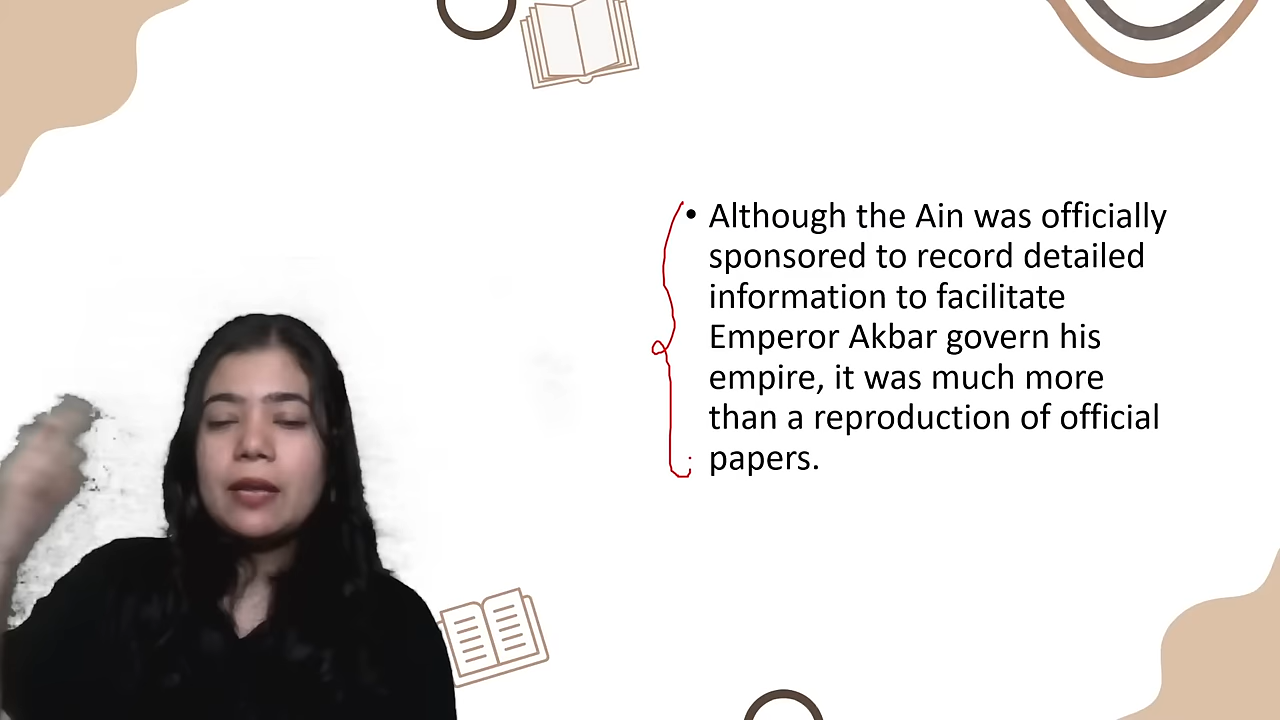 • Although the Ain was officially
sponsored to record detailed
information to facilitate
Emperor Akbar govern his
empire, it was much more
than a reproduction of official
papers.